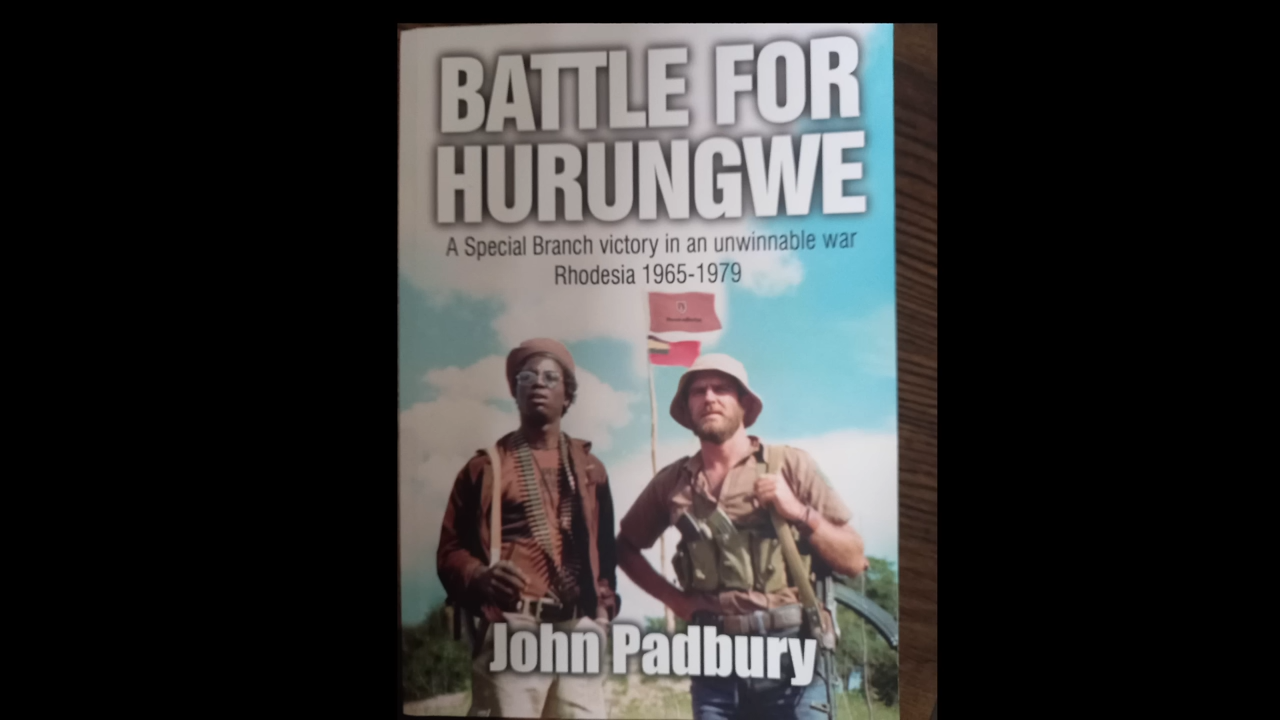 BATTLE FOR
HURUNGWE
A Special Branch victory in an unwinnable war
Rhodesia 1965-1979
John Padbury